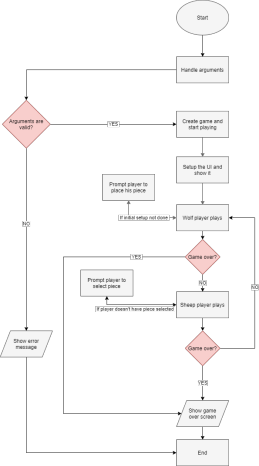 Start
Handle arguments
Arguments are
valid?
YES
Create game and
start playing
Setup the UI and
show it
Prompt player to
place his piece
If initial setup not done
Wolf player plays
NO
YES
Game over?
NO
NO
Prompt player to
select piece
Sheep player plays
If player doesn't have piece selected
Show error
message
Game over?
YES
Show game
over screen
End